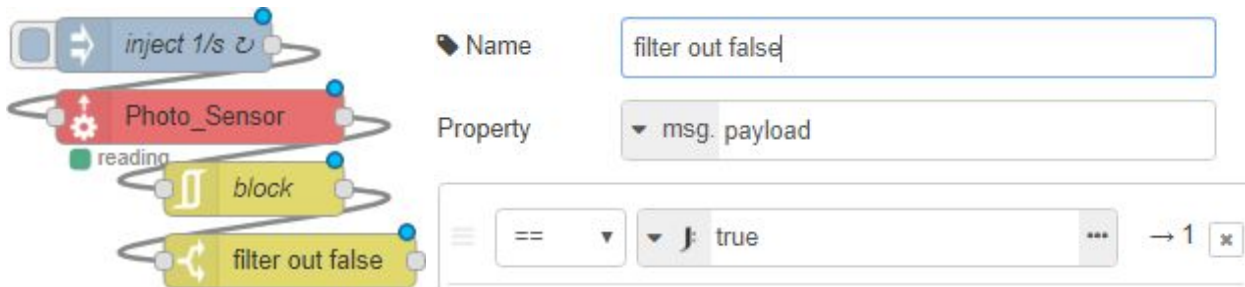 inject 1/s ↻
Photo_Sensor
reading
block
filter out false
Name
filter out false
Property
msg. payload
==
true
→ 1